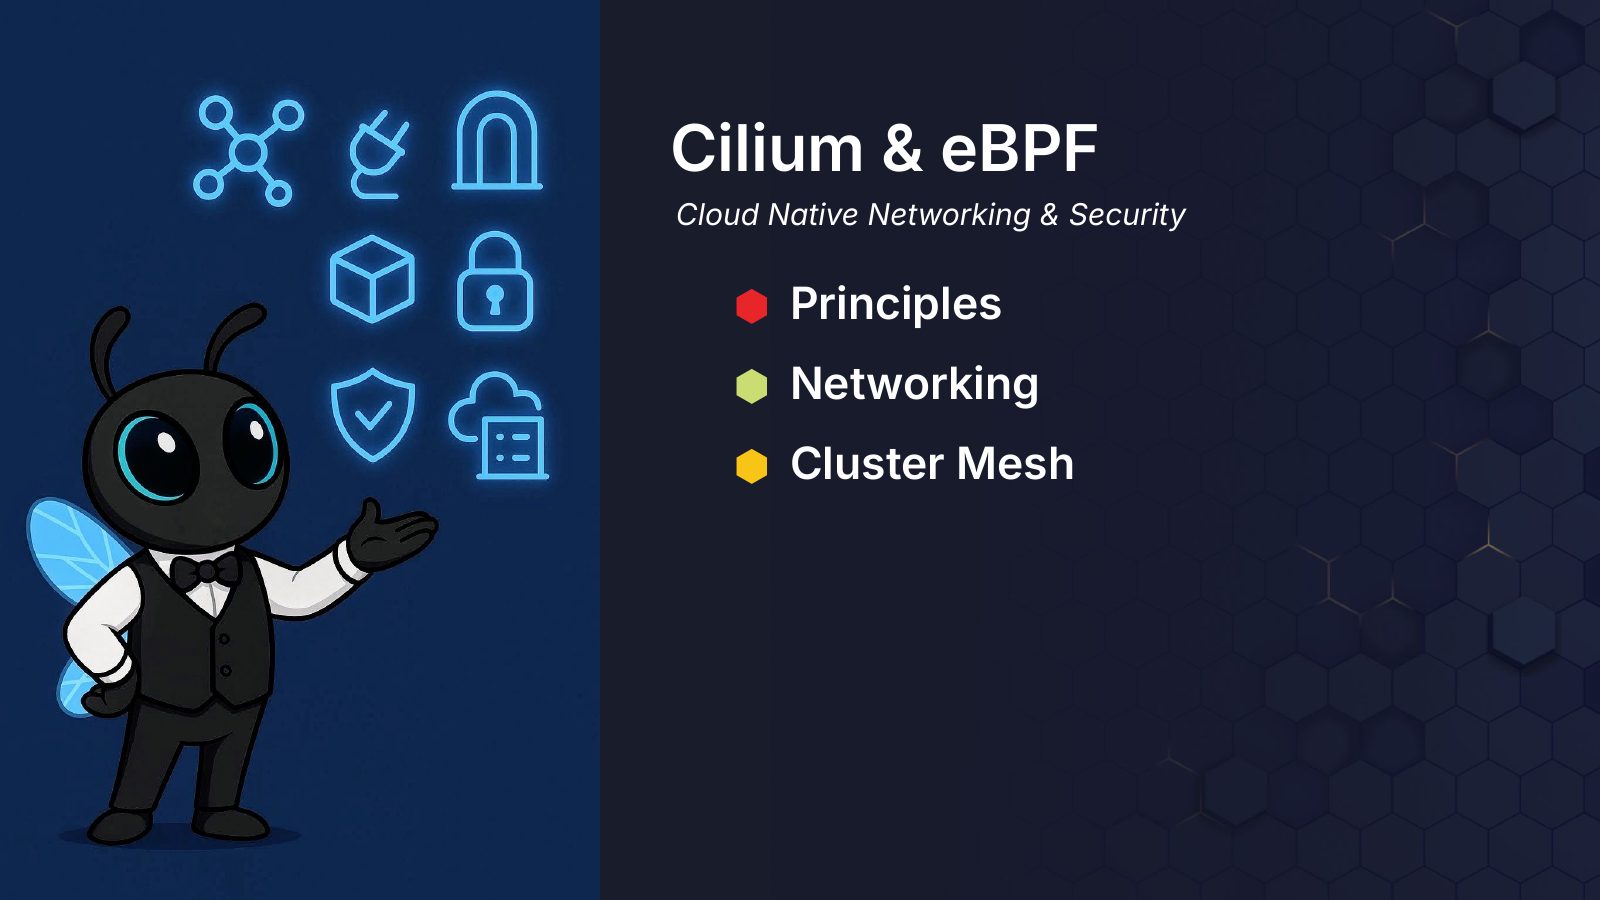 Cilium & eBPF
Cloud Native Networking & Security
Principles
Networking
Cluster Mesh